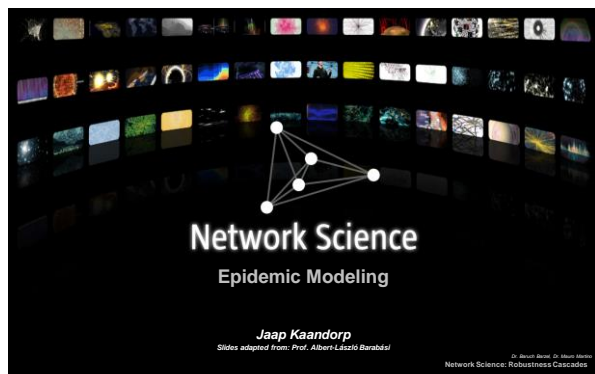 Network Science
Epidemic Modeling
Jaap Kaandorp
Slides adapted from: Prof. Albert-László Barabási
Dr. Baruch Barzel, Dr. Mauro Martino
Network Science: Robustness Cascades